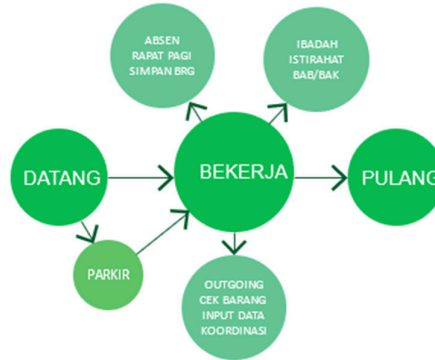 ABSEN
RAPAT PAGI
SIMPAN BRG
IBADAH
ISTIRAHAT
BAB/BAK
DATANG
BEKERJA
PULANG
PARKIR
OUTGOING
CEK BARANG
INPUT DATA
KOORDINASI